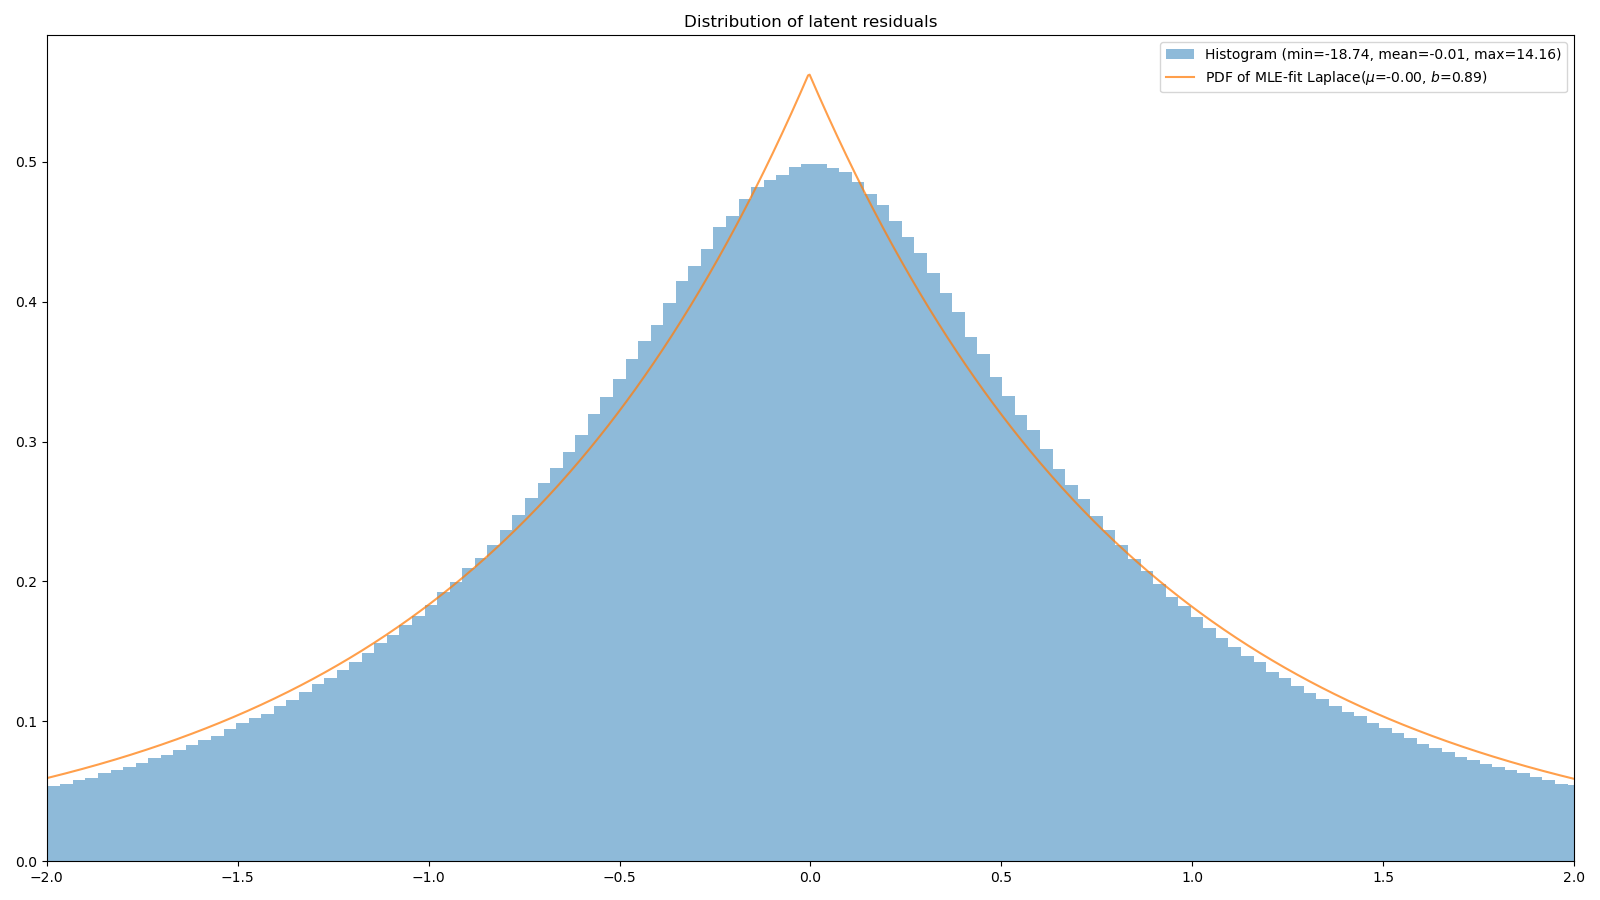 Distribution of latent residuals
Histogram (min=-18.74, mean=-0.01, max=14.16)
PDF of MLE-fit Laplace(μ=-0.00, b=0.89)
0.5
0.4
0.3
0.2
0.1
0.0
−2.0 −1.5 −1.0 −0.5 0.0 0.5 1.0 1.5 2.0